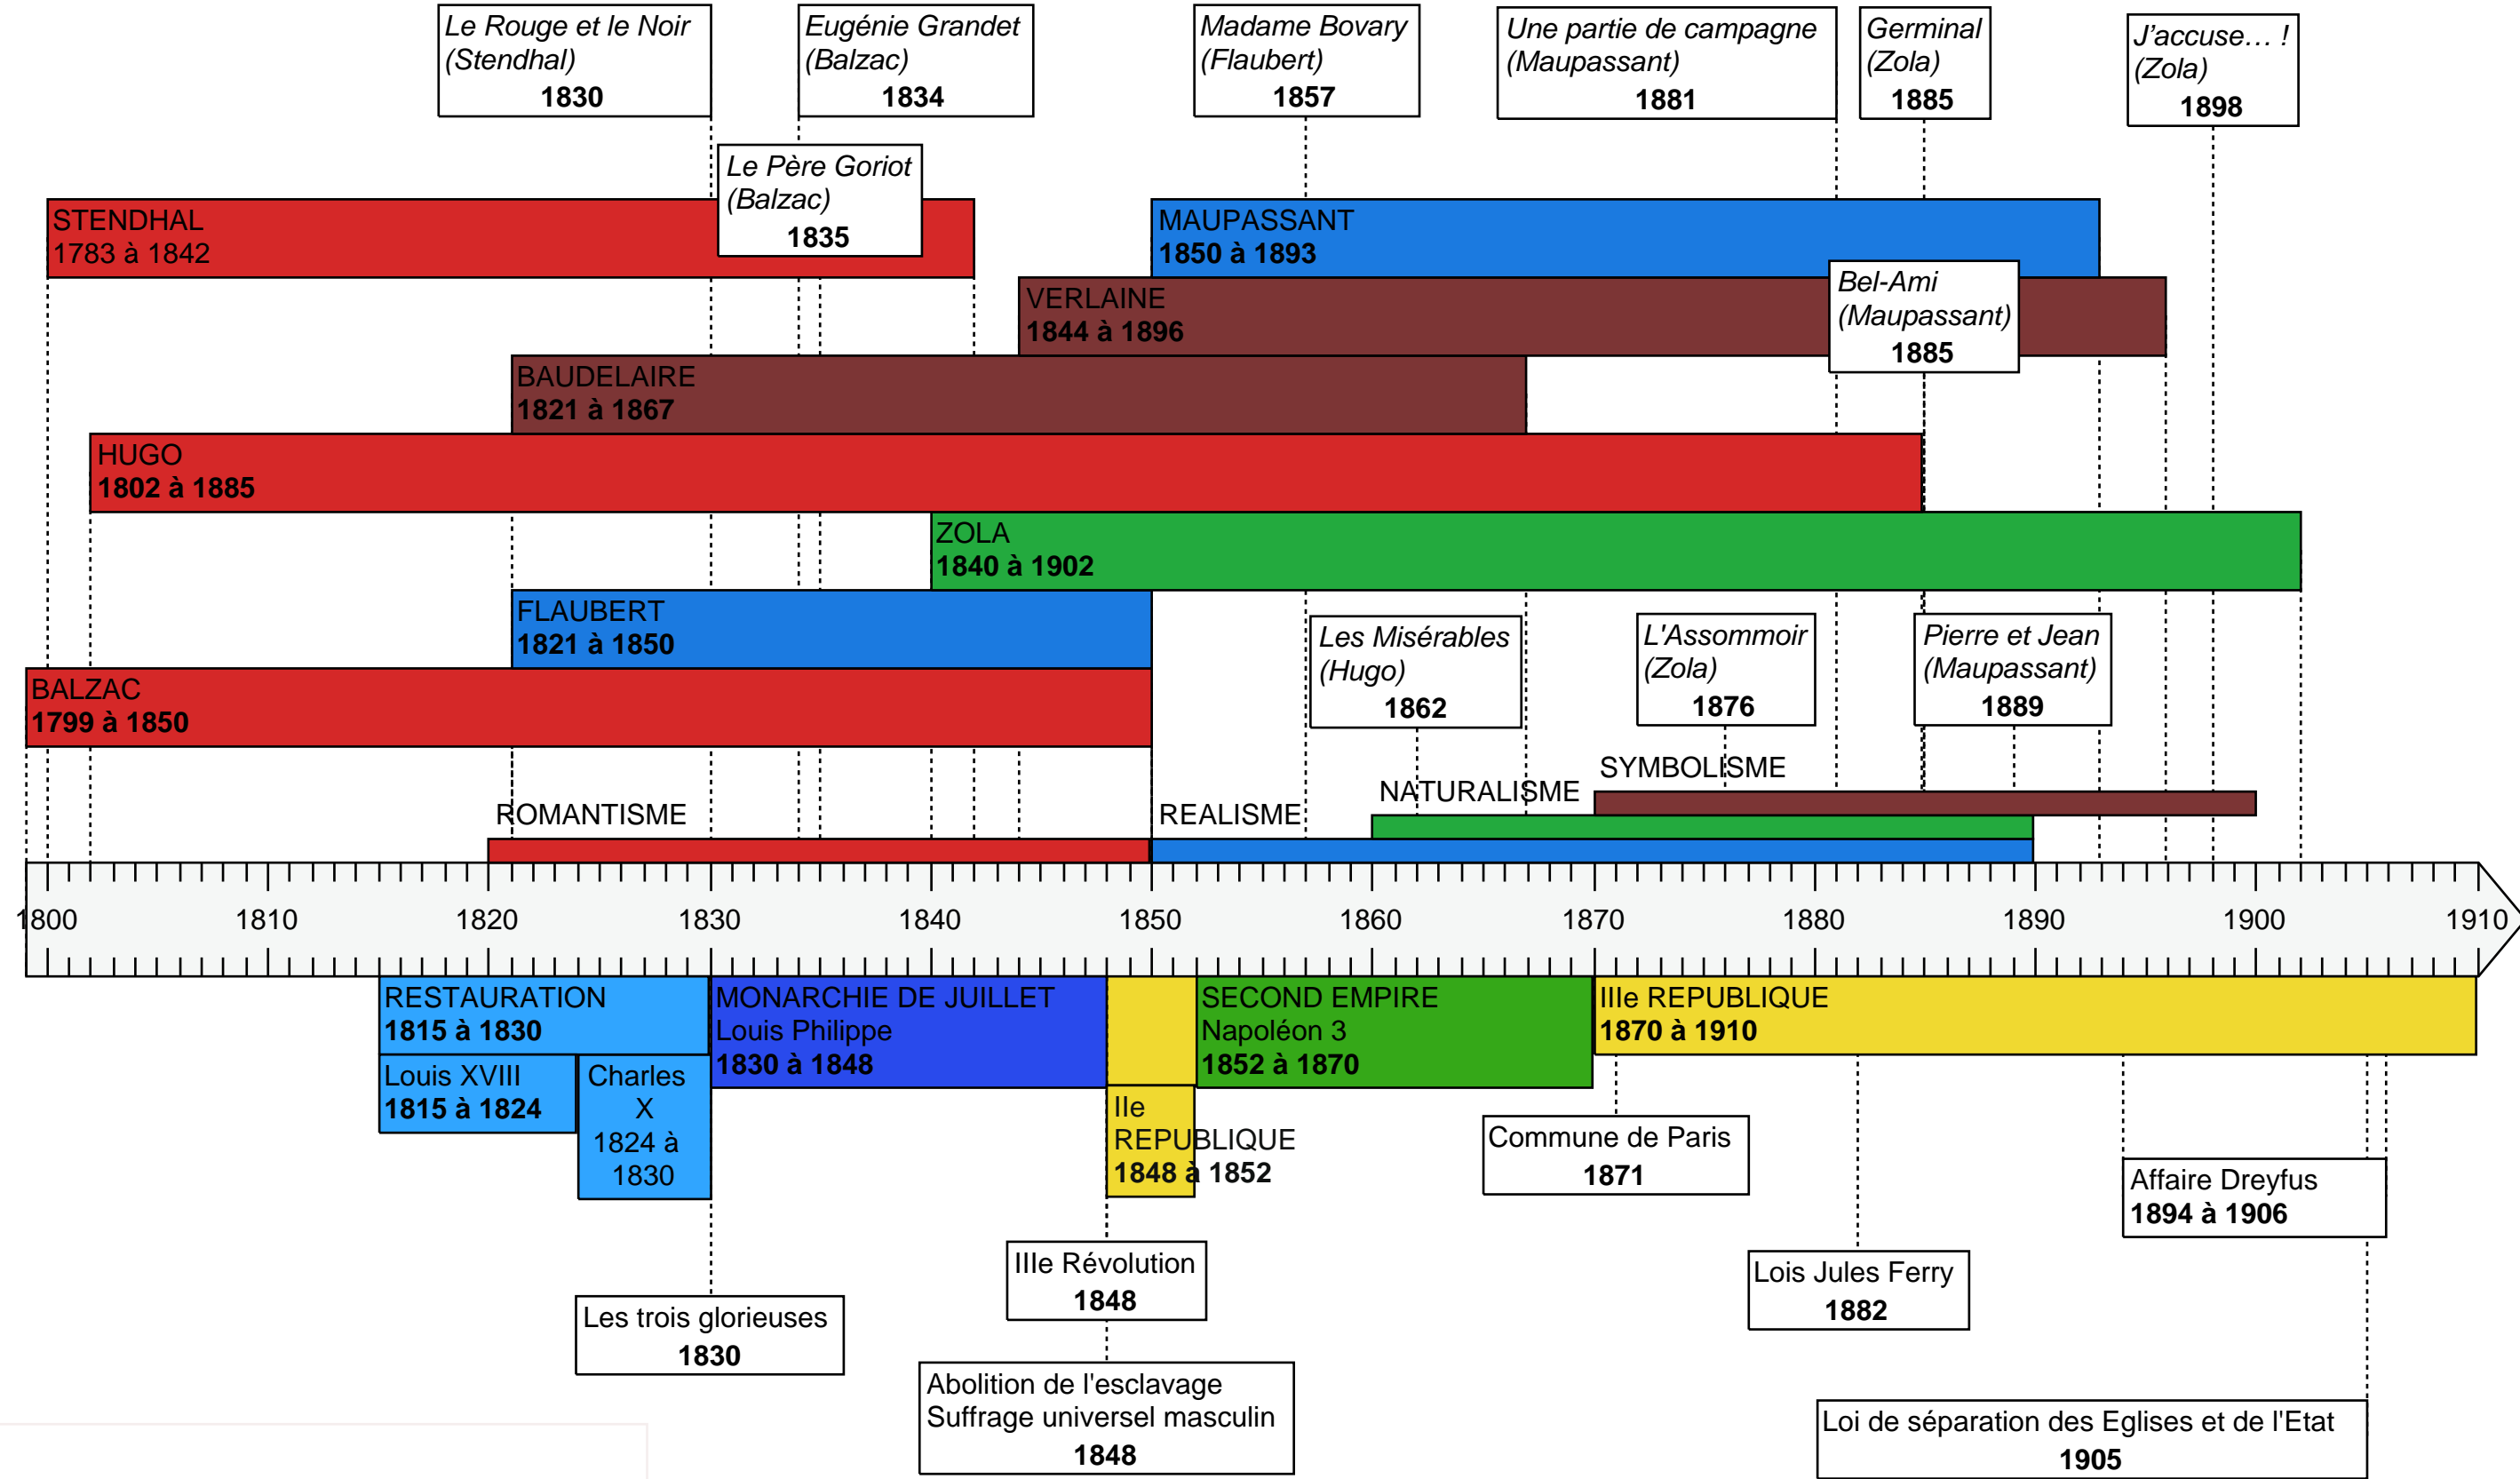 Le Rouge et le Noir
(Stendhal)
1830
Eugénie Grandet
(Balzac)
1834
Madame Bovary
(Flaubert)
1857
Une partie de campagne
(Maupassant)
1881
Germinal
(Zola)
1885
J’accuse… !
(Zola)
1898
Le Père Goriot
(Balzac)
1835
STENDHAL
1783 à 1842
MAUPASSANT
1850 à 1893
VERLAINE
1844 à 1896
Bel-Ami
(Maupassant)
1885
BAUDELAIRE
1821 à 1867
HUGO
1802 à 1885
ZOLA
1840 à 1902
FLAUBERT
1821 à 1850
Les Misérables
(Hugo)
1862
L'Assommoir
(Zola)
1876
Pierre et Jean
(Maupassant)
1889
BALZAC
1799 à 1850
ROMANTISME
REALISME
NATURALISME
SYMBOLISME
1800 1810 1820 1830 1840 1850 1860 1870 1880 1890 1900 1910
RESTAURATION
1815 à 1830
MONARCHIE DE JUILLET
Louis Philippe
1830 à 1848
SECOND EMPIRE
Napoléon 3
1852 à 1870
IIIe REPUBLIQUE
1870 à 1910
Louis XVIII
1815 à 1824
Charles
X
1824 à
1830
IIe
REPUBLIQUE
1848 à 1852
Commune de Paris
1871
Affaire Dreyfus
1894 à 1906
IIIe Révolution
1848
Lois Jules Ferry
1882
Les trois glorieuses
1830
Abolition de l'esclavage
Suffrage universel masculin
1848
Loi de séparation des Eglises et de l'Etat
1905